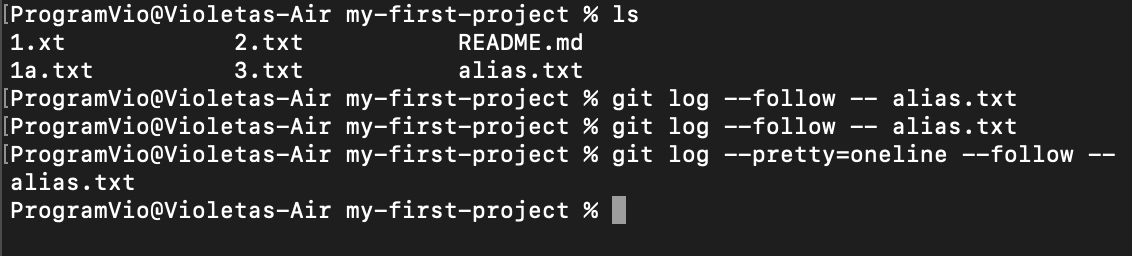 [ProgramVio@Violetas-Air my-first-project % ls
1.xt 2.txt README.md
1a.txt 3.txt alias.txt
[ProgramVio@Violetas-Air my-first-project % git log --follow -- alias.txt
[ProgramVio@Violetas-Air my-first-project % git log --follow -- alias.txt
[ProgramVio@Violetas-Air my-first-project % git log --pretty=oneline --follow --
alias.txt
ProgramVio@Violetas-Air my-first-project %